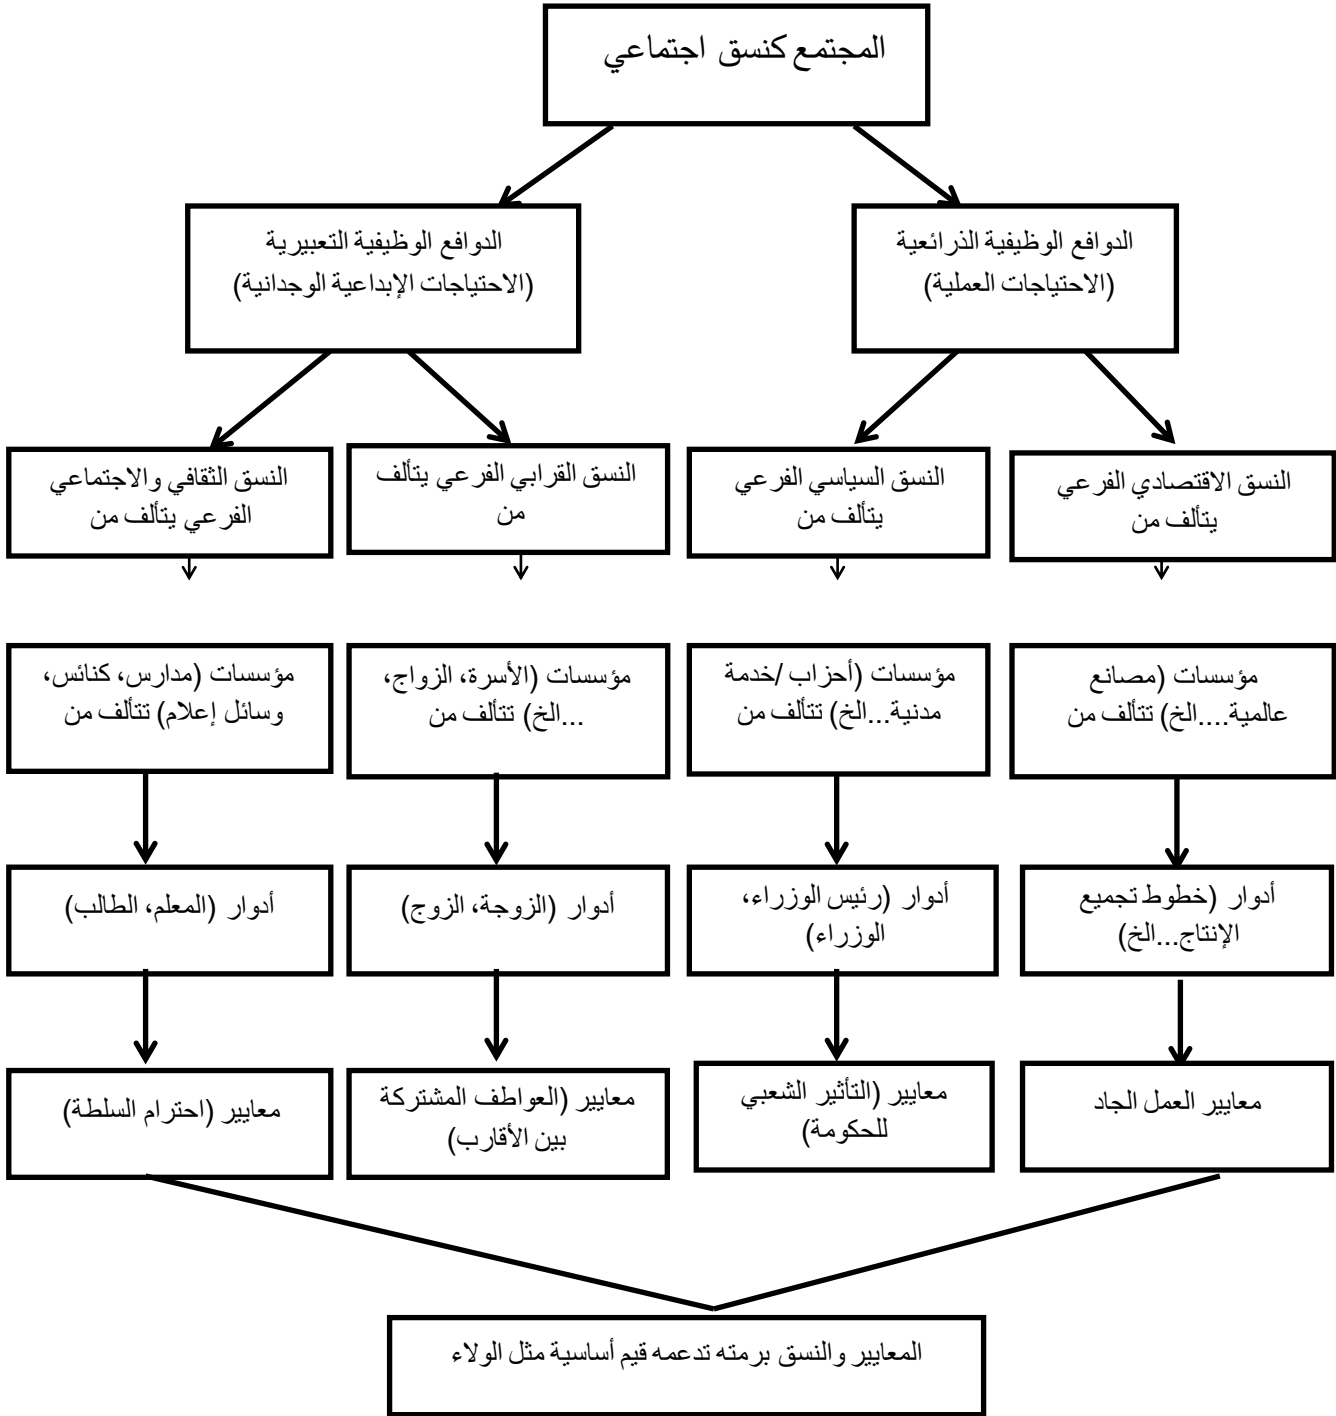 المجتمع كنسق اجتماعي
الدوافع الوظيفية الذرائعية
(الاحتياجات العملية)
الدوافع الوظيفية التعبيرية
(الاحتياجات الإبداعية الوجدانية)
النسق الاقتصادي الفرعي
يتألف من
النسق السياسي الفرعي
يتألف من
النسق القرابي الفرعي يتألف
من
النسق الثقافي والاجتماعي
الفرعي يتألف من
مؤسسات (مصانع
عالمية....الخ) تتألف من
مؤسسات (أحزاب /خدمة
مدنية...الخ) تتألف من
مؤسسات (الأسرة، الزواج،
...الخ) تتألف من
مؤسسات (مدارس، كنائس،
وسائل إعلام) تتألف من
أدوار (خطوط تجميع
الإنتاج...الخ)
أدوار (رئيس الوزراء،
الوزراء)
أدوار (الزوجة، الزوج)
أدوار (المعلم، الطالب)
معايير العمل الجاد
معايير (التأثير الشعبي
للحكومة)
معايير (العواطف المشتركة
بين الأقارب)
معايير (احترام السلطة)
المعايير والنسق برمته تدعمه قيم أساسية مثل الولاء